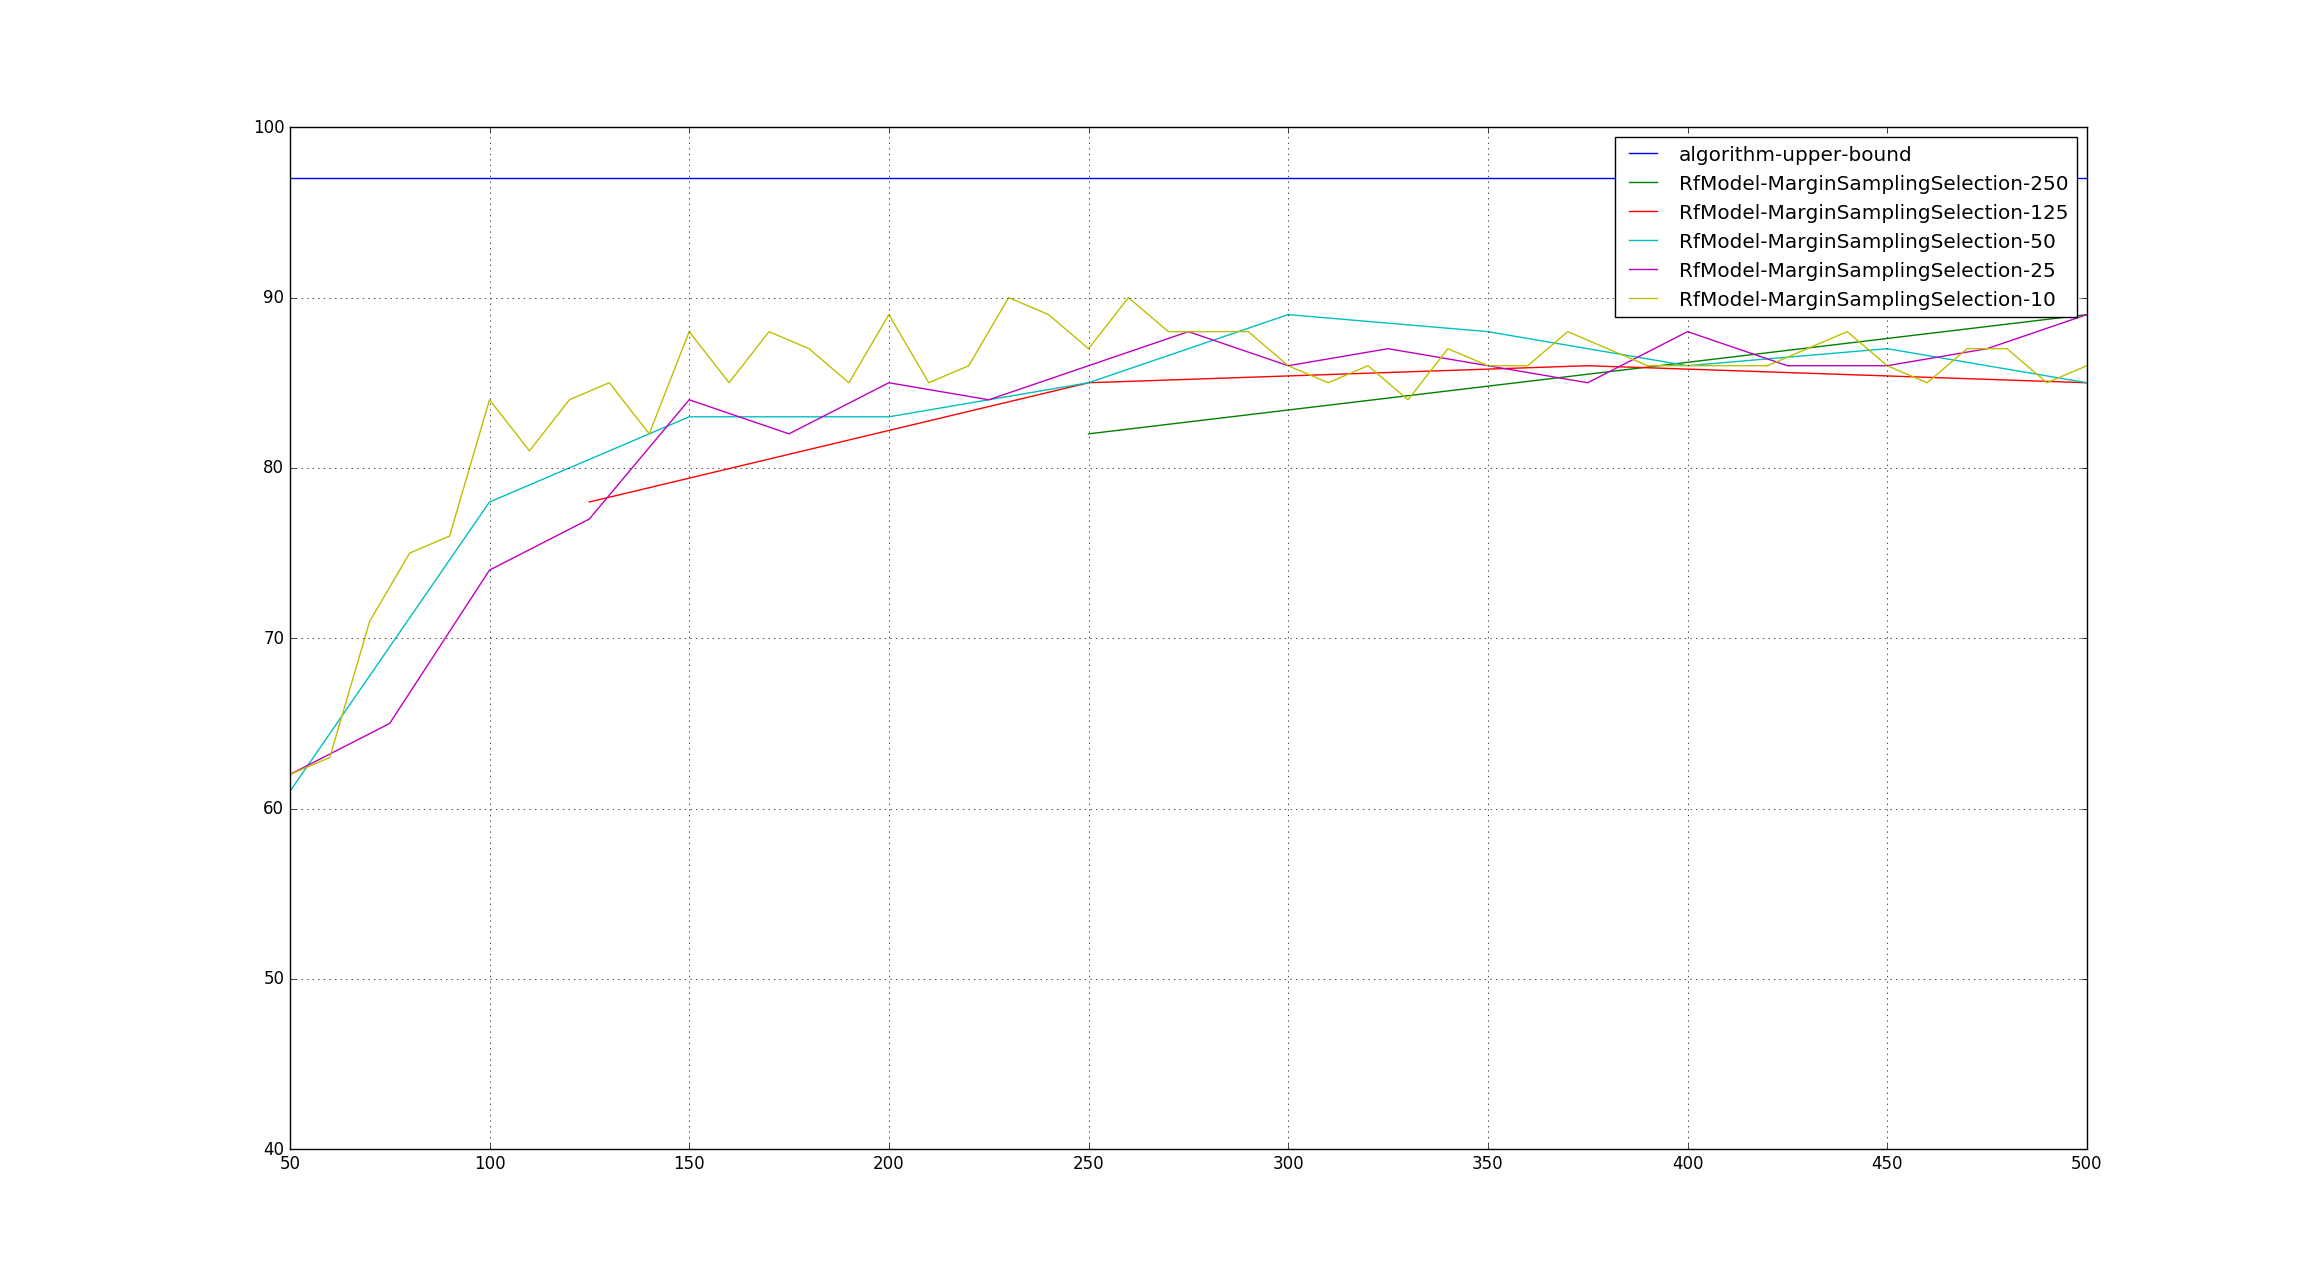 100
90
80
70
60
50
40
50 100 150 200 250 300 350 400 450 500
algorithm-upper-bound
RfModel-MarginSamplingSelection-250
RfModel-MarginSamplingSelection-125
RfModel-MarginSamplingSelection-50
RfModel-MarginSamplingSelection-25
RfModel-MarginSamplingSelection-10